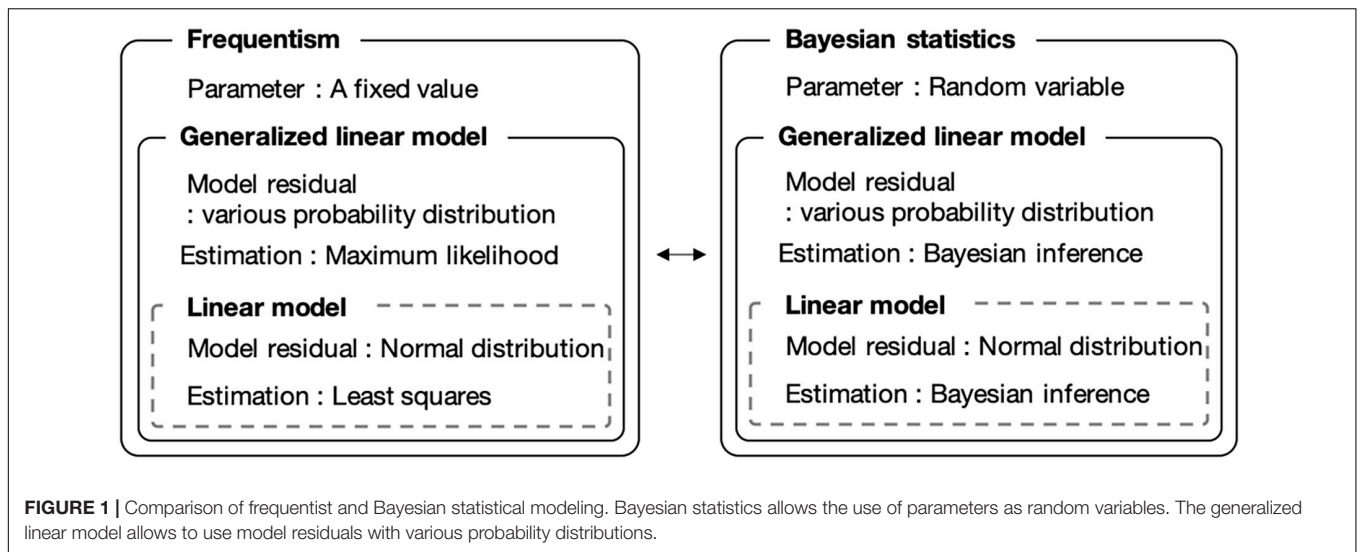 Frequentism
Parameter : A fixed value
Generalized linear model
Model residual
: various probability distribution
Estimation : Maximum likelihood
Linear model
Model residual : Normal distribution
Estimation : Least squares
Bayesian statistics
Parameter : Random variable
Generalized linear model
Model residual
: various probability distribution
Estimation : Bayesian inference
Linear model
Model residual : Normal distribution
Estimation : Bayesian inference
FIGURE 1 | Comparison of frequentist and Bayesian statistical modeling. Bayesian statistics allows the use of parameters as random variables. The generalized
linear model allows to use model residuals with various probability distributions.